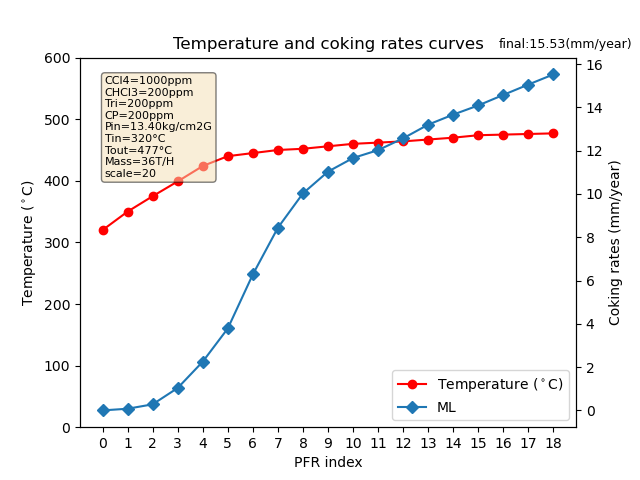 Temperature and coking rates curves
final:15.53(mm/year)
CCl4=1000ppm
CHCl3=200ppm
Tri=200ppm
CP=200ppm
Pin=13.40kg/cm2G
Tin=320°C
Tout=477°C
Mass=36T/H
scale=20
600
500
400
300
200
100
0
Temperature (°C)
16
14
12
10
8
6
4
2
0
Coking rates (mm/year)
Temperature (°C)
ML
0 1 2 3 4 5 6 7 8 9 10 11 12 13 14 15 16 17 18
PFR index